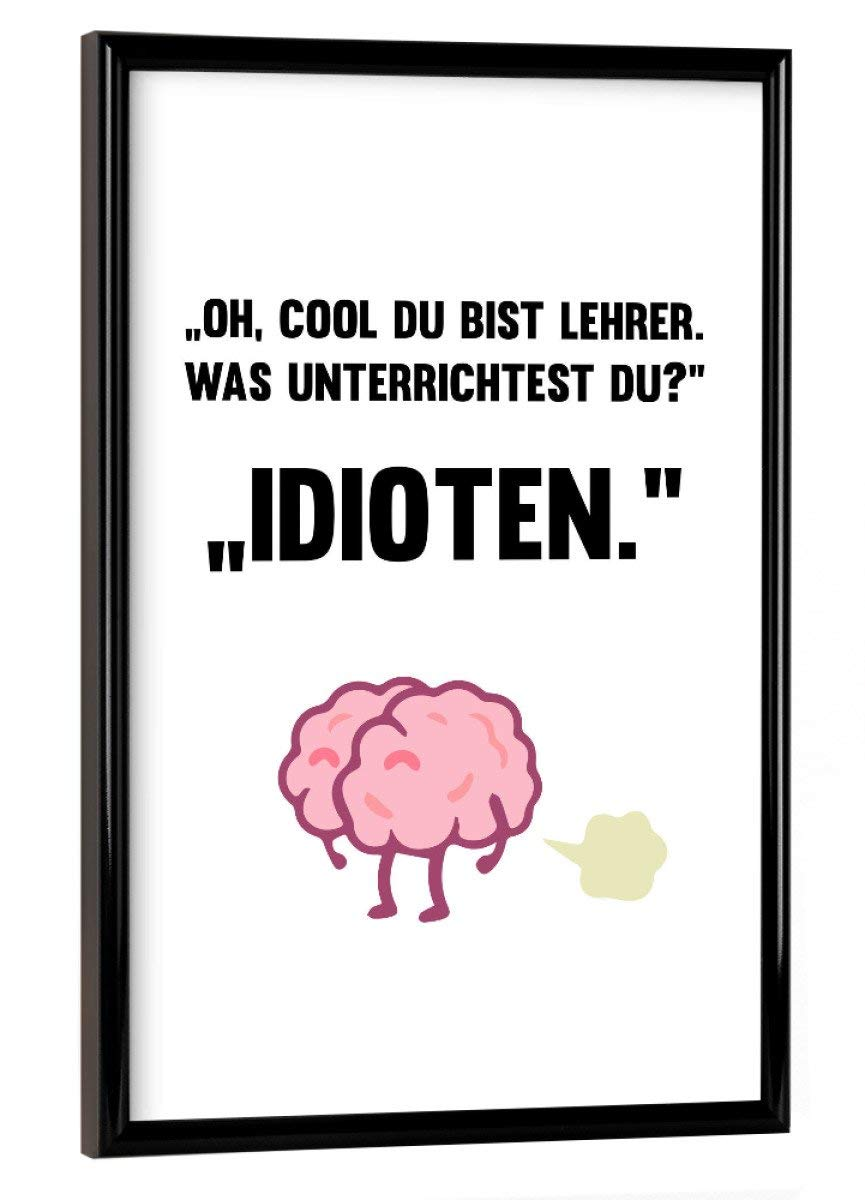 „OH, COOL DU BIST LEHRER.
WAS UNTERRICHTEST DU?"
„IDIOTEN."